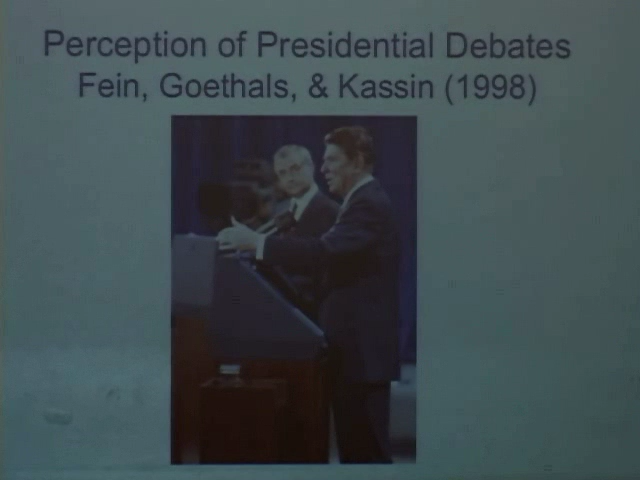 Perception of Presidential Debates
Fein, Goethals, & Kassin (1998)